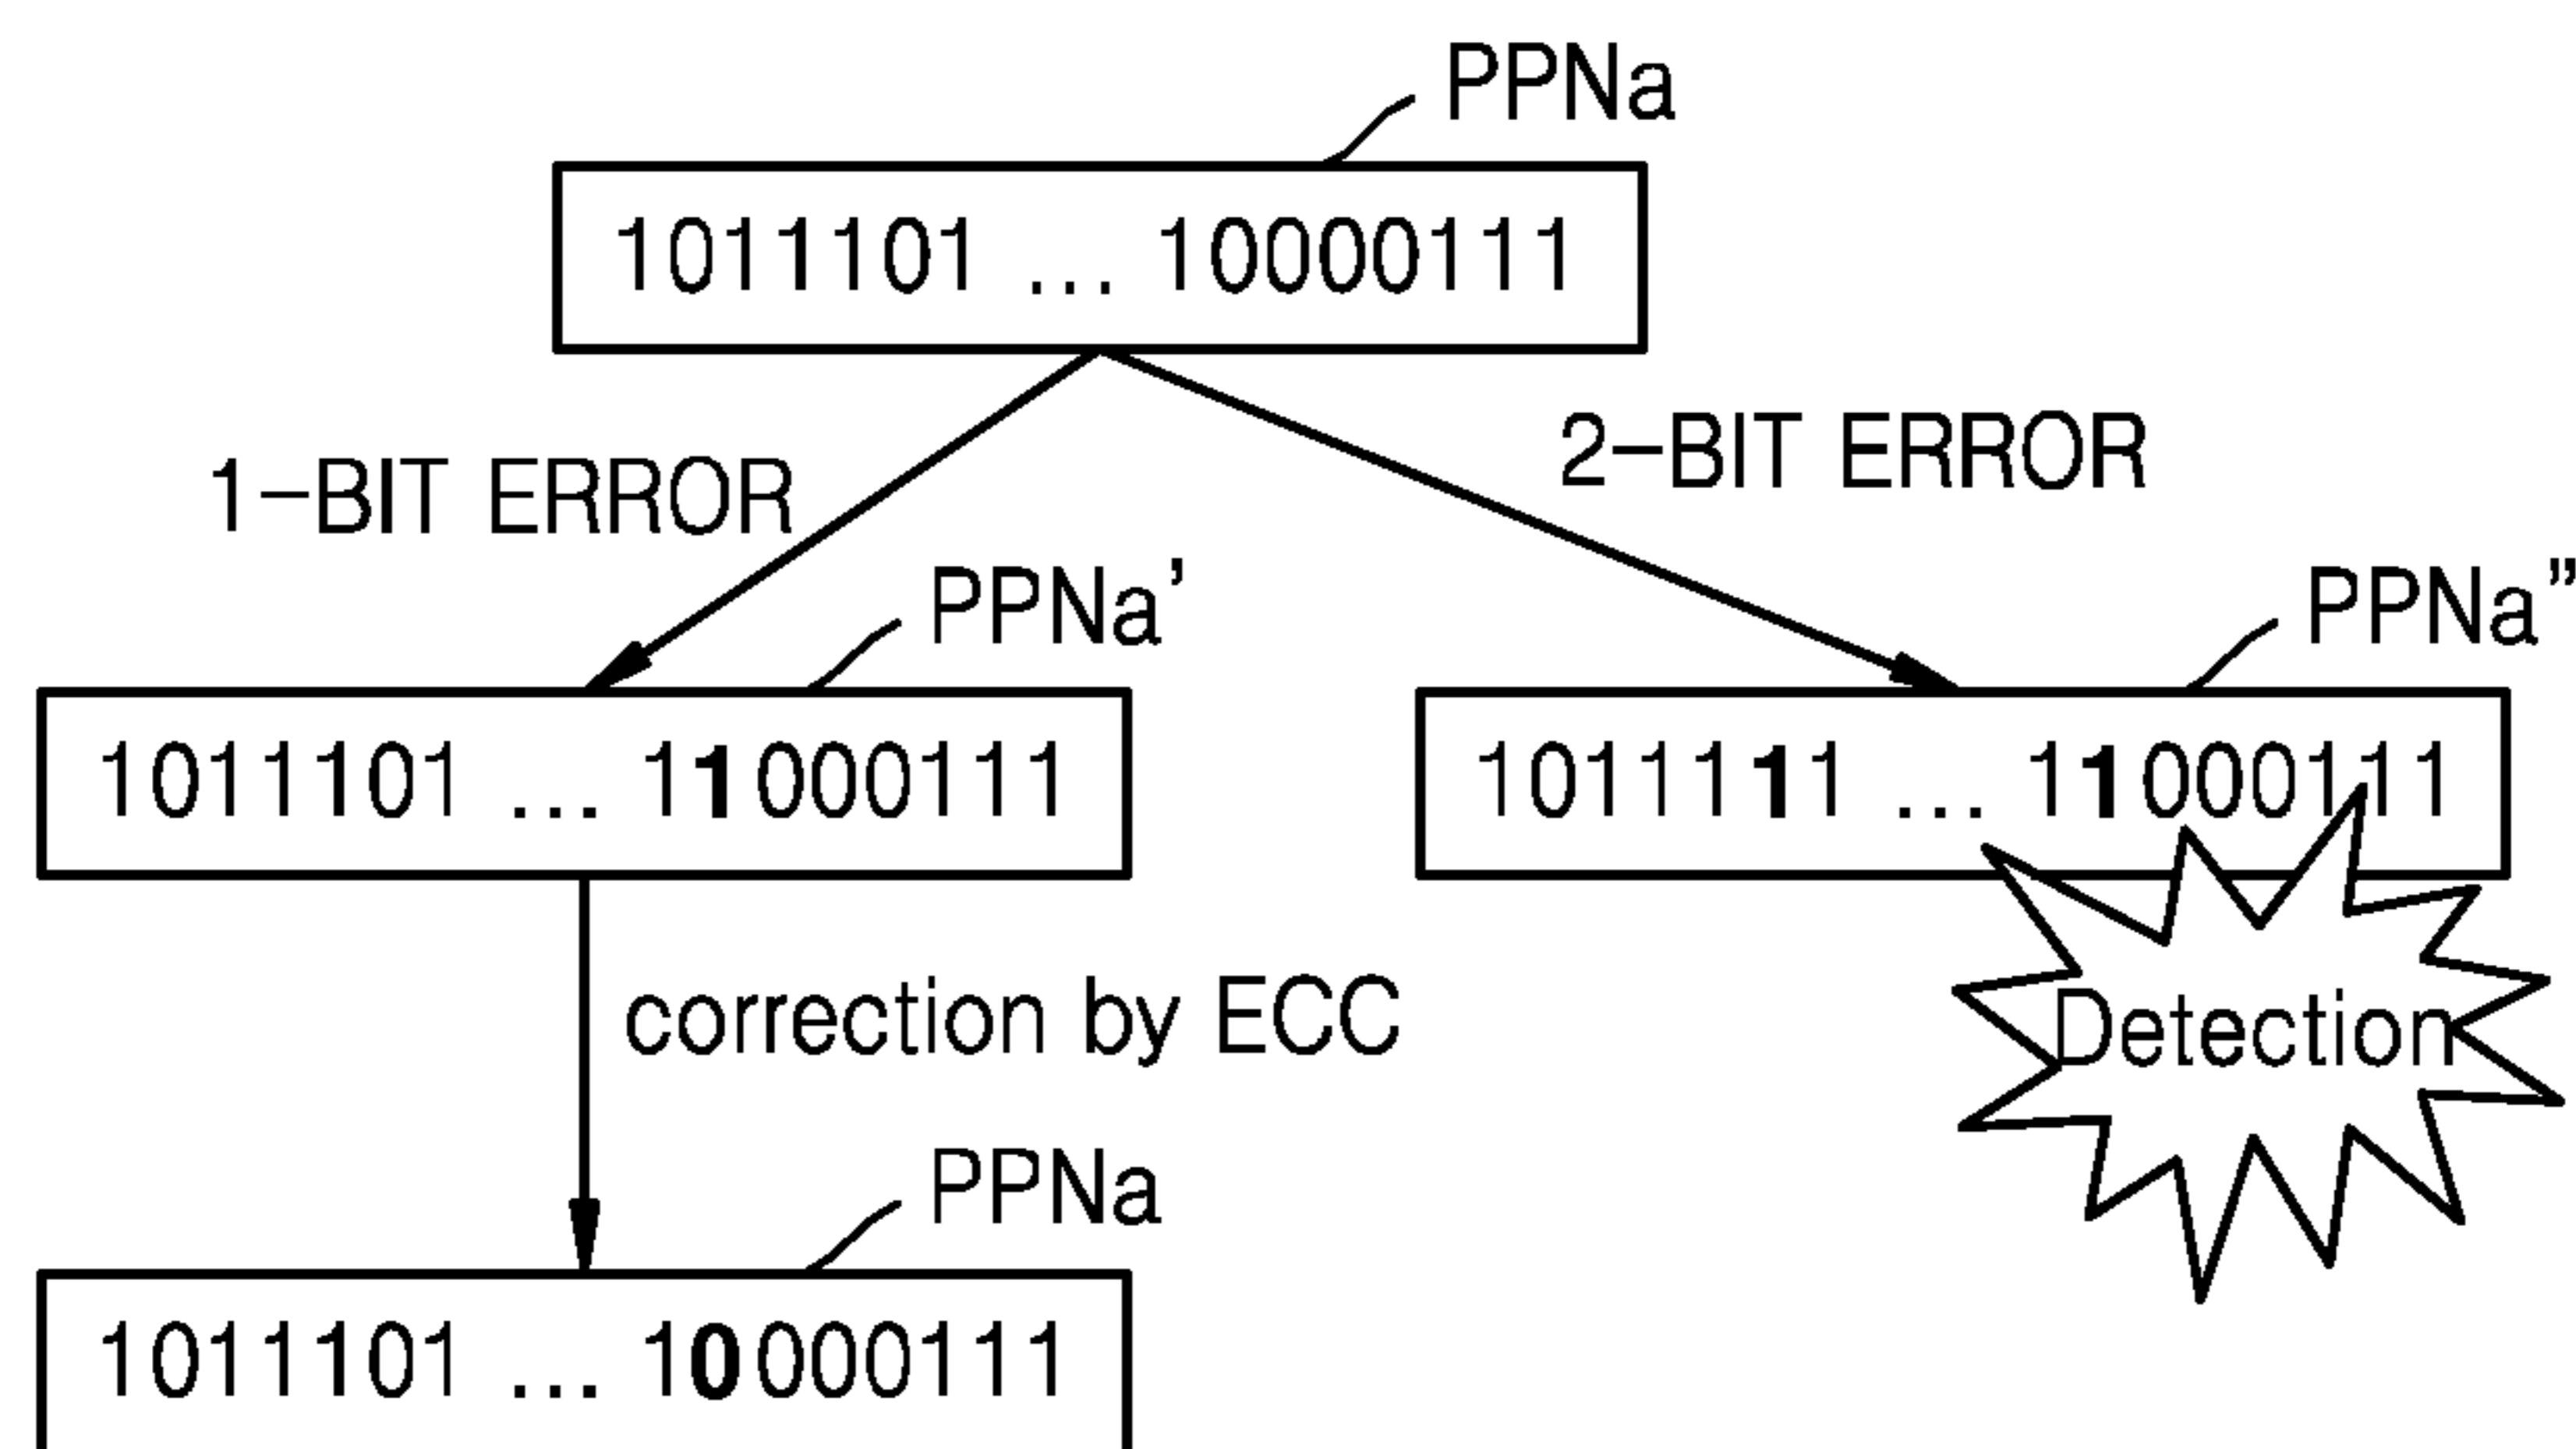 PPNa
1011101 ... 10000111
1-BIT ERROR
2-BIT ERROR
PPNa'
PPNa"
1011101 ... 11000111
1011111 ... 11000111
correction by ECC
Detection
PPNa
1011101 ... 10000111